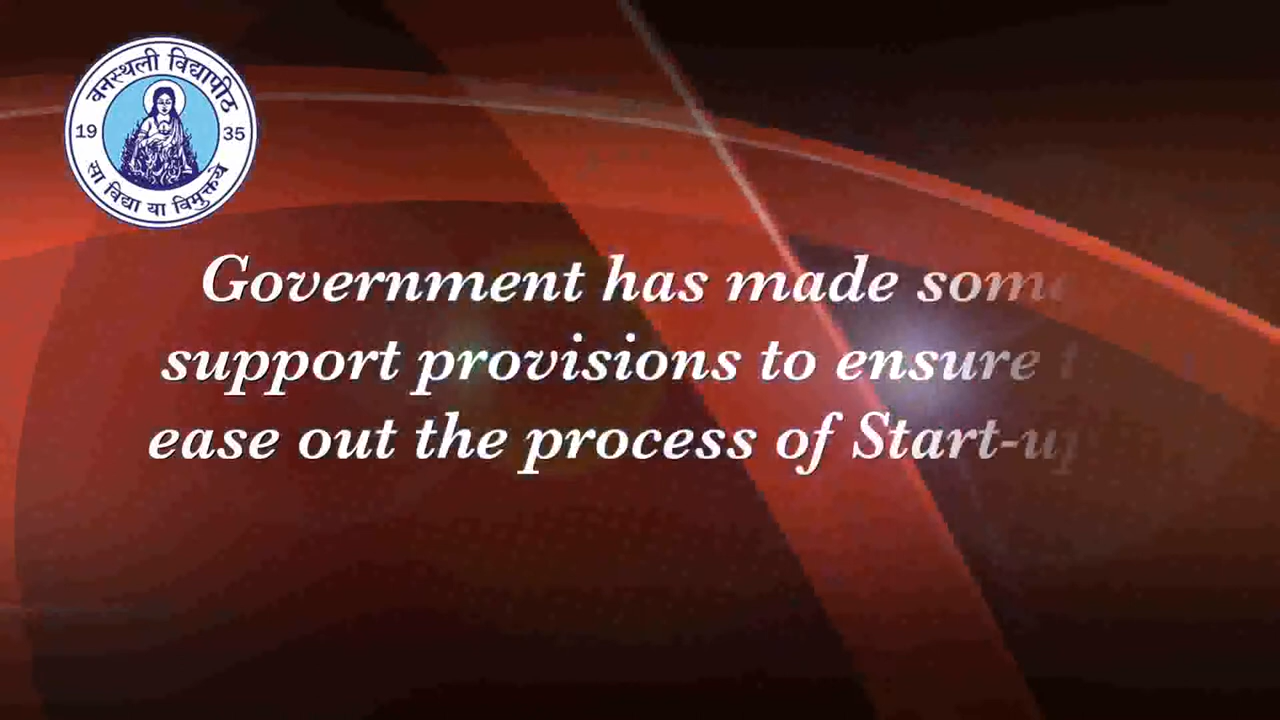 वनस्थली विद्यापीठ
19 35
सा विद्या या विमुक्तये
Government has made some
support provisions to ensure
ease out the process of Start-up